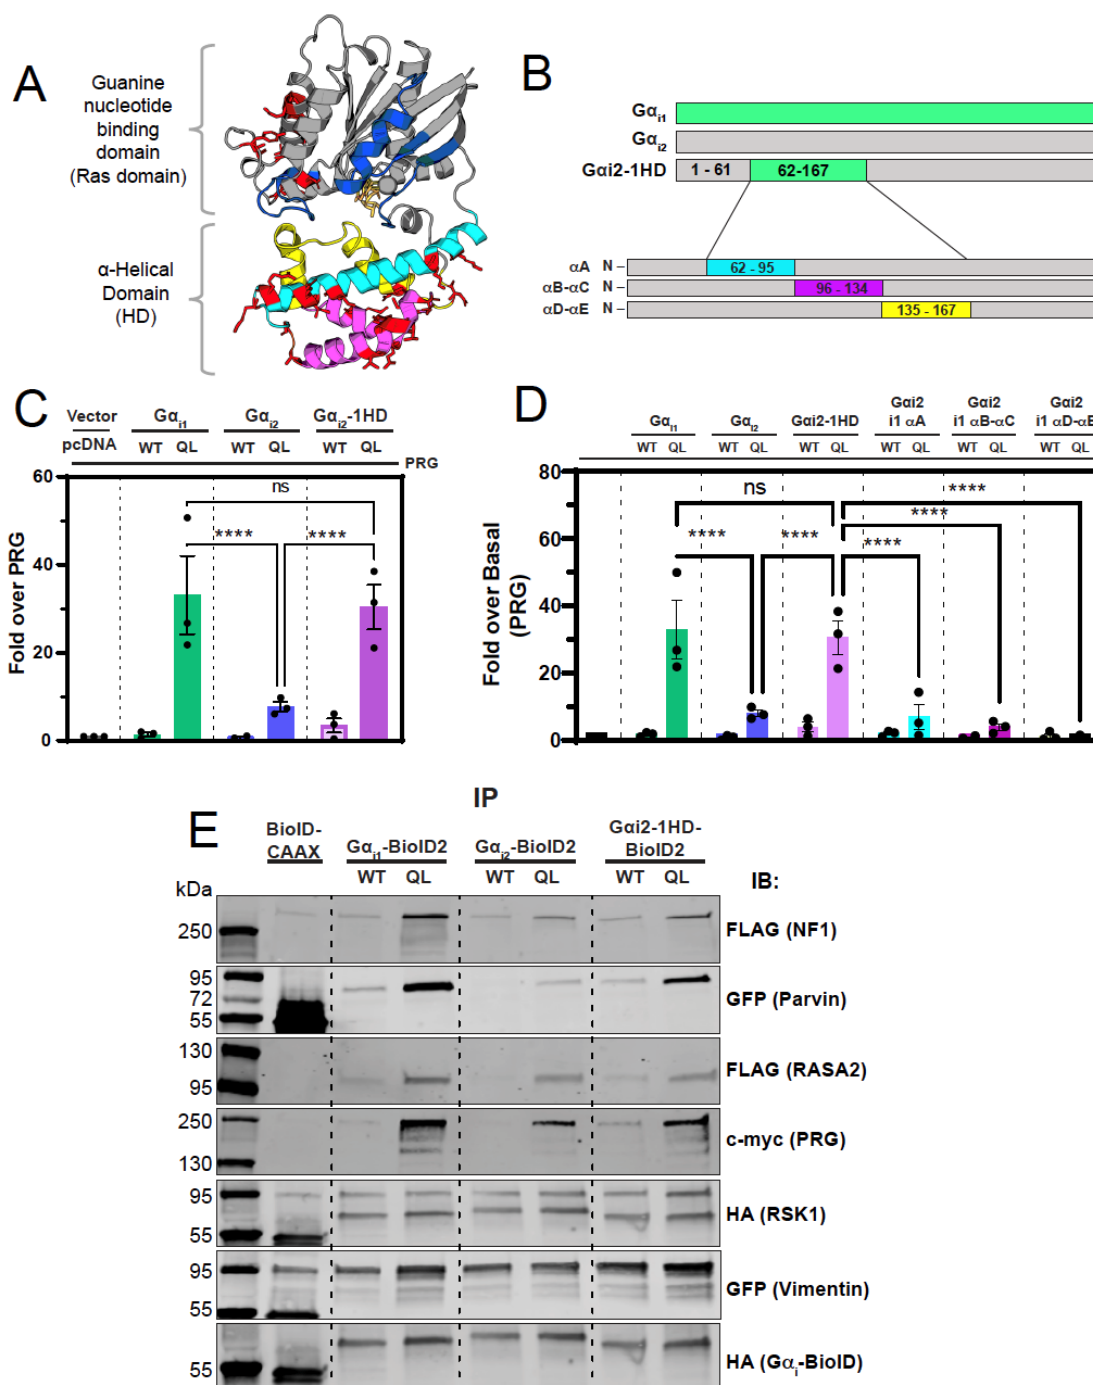 A
Guanine
nucleotide
binding
domain
(Ras domain)
α-Helical
Domain
(HD)
B
Gαi1
Gαi2
Gαi2-1HD
1 - 61
62-167
αA N –
62 - 95
αB-αC N –
96 - 134
αD-αE N –
135 - 167
C
Vector Gαi1 Gαi2 Gαi2-1HD
pcDNA WT QL WT QL WT QL
PRG
Fold over PRG
60
40
20
0
ns
**** ****
D
Gαi1 Gαi2 Gαi2-1HD Gαi2 i1 αA Gαi2 i1 αB-αC Gαi2 i1 αD-αE
WT QL WT QL WT QL WT QL WT QL WT QL
Fold over Basal
(PRG)
80
60
40
20
0
ns ****
****
**** **** ****
E
IP
BioID-
CAAX
Gαi1-BioID2 Gαi2-BioID2 Gαi2-1HD-
BioID2
WT QL WT QL WT QL
kDa
IB:
250
FLAG (NF1)
95
72
55
GFP (Parvin)
130
95
FLAG (RASA2)
250
130
c-myc (PRG)
95
55
HA (RSK1)
95
55
GFP (Vimentin)
55
HA (Gαi-BioID)